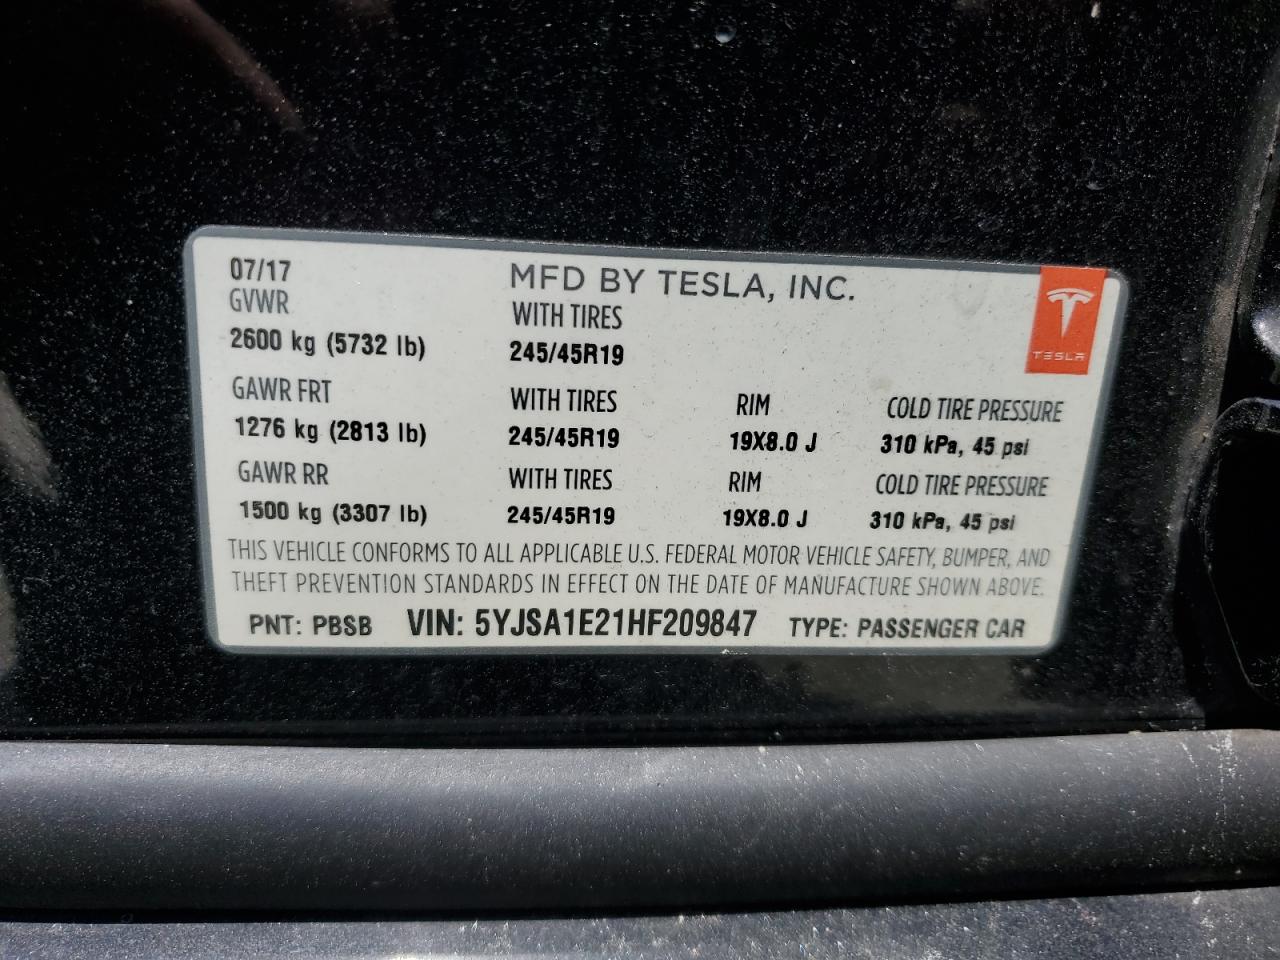 07/17 MFD BY TESLA, INC.
GVWR WITH TIRES
2600 kg (5732 lb) 245/45R19
TESLA
GAWR FRT WITH TIRES RIM COLD TIRE PRESSURE
1276 kg (2813 lb) 245/45R19 19X8.0 J 310 kPa, 45 psi
GAWR RR WITH TIRES RIM COLD TIRE PRESSURE
1500 kg (3307 lb) 245/45R19 19X8.0 J 310 kPa, 45 psi
THIS VEHICLE CONFORMS TO ALL APPLICABLE U.S. FEDERAL MOTOR VEHICLE SAFETY, BUMPER, AND
THEFT PREVENTION STANDARDS IN EFFECT ON THE DATE OF MANUFACTURE SHOWN ABOVE.
PNT: PBSB VIN: 5YJSA1E21HF209847 TYPE: PASSENGER CAR